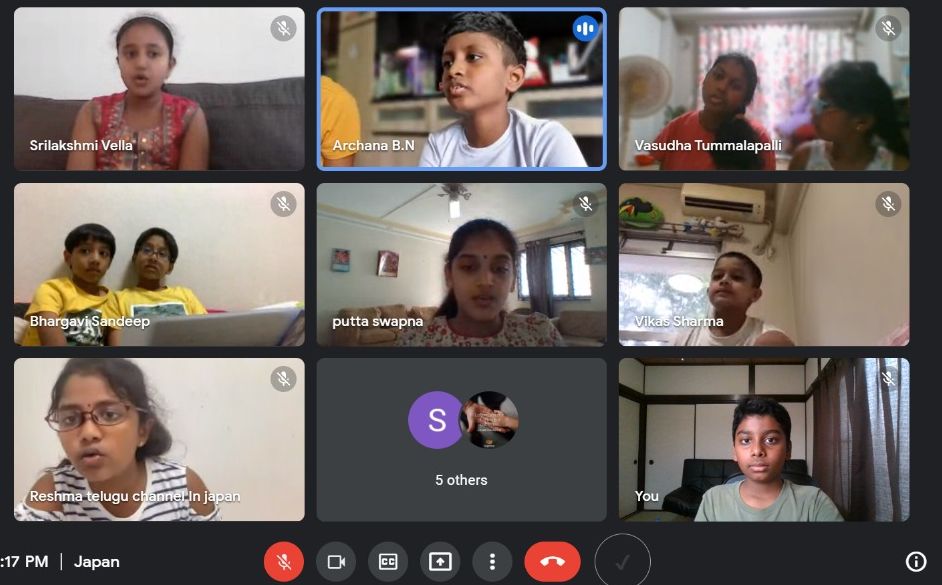 Srilakshmi Vella
Archana B.N
Vasudha Tummalapalli
Bhargavi Sandeep
putta swapna
Vikas Sharma
Reshma telugu channel In japan
S
5 others
You
:17 PM | Japan
CC